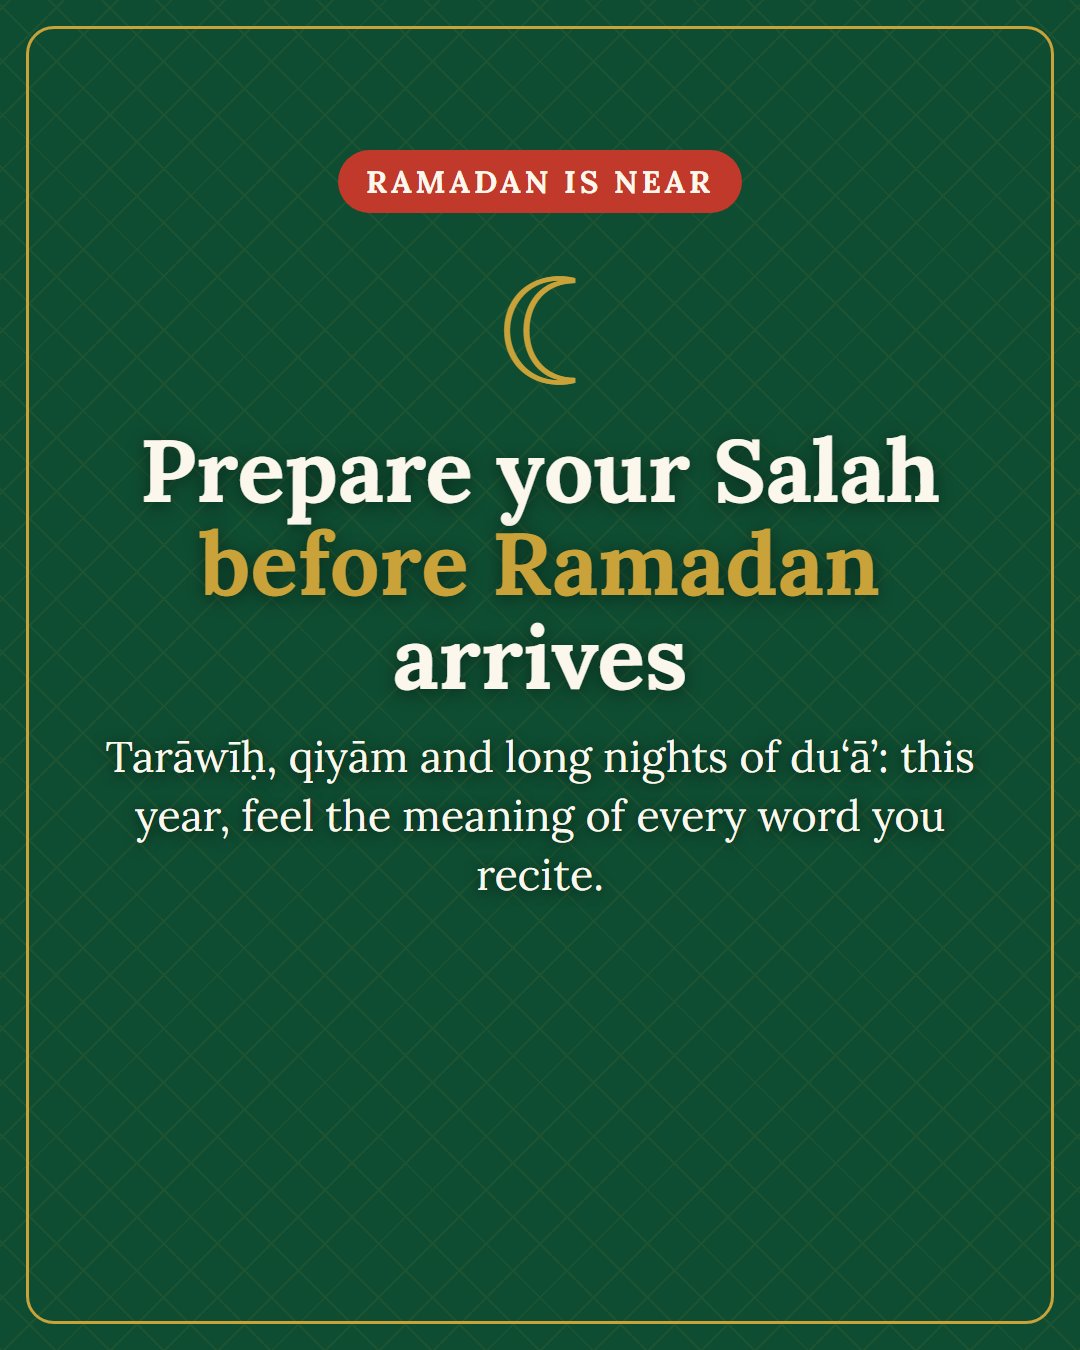 RAMADAN IS NEAR
Prepare your Salah
before Ramadan
arrives
Tarāwīḥ, qiyām and long nights of du‘ā’: this
year, feel the meaning of every word you
recite.